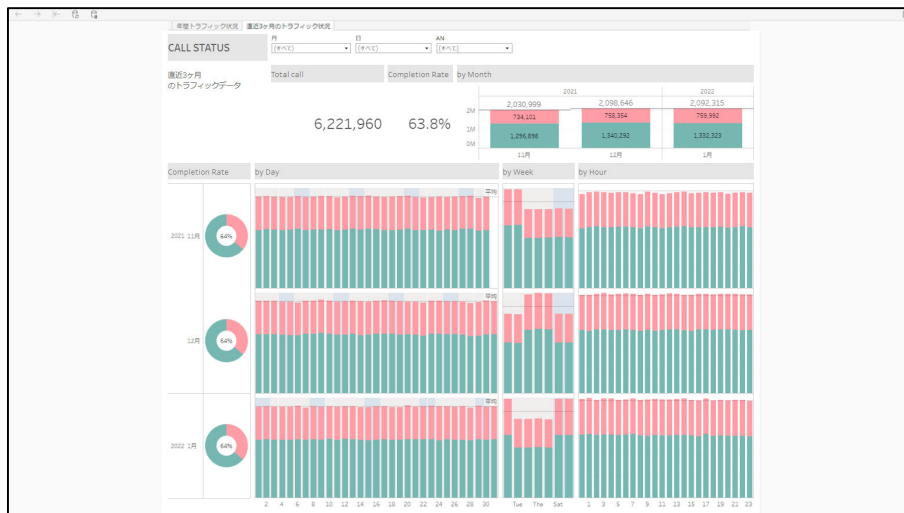 年間トラフィック状況 直近3ヶ月のトラフィック状況
CALL STATUS
月 日 AN
(すべて) (すべて) (すべて)
直近3ヶ月
のトラフィックデータ
Total call Completion Rate by Month
6,221,960 63.8%
2021 2022
2,030,999 2,098,646 2,092,315
2M
734,101 758,354 759,992
1M
1,296,898 1,340,292 1,332,323
0M
11月 12月 1月
Completion Rate by Day by Week by Hour
平均
2021 11月 64%
平均
12月 64%
平均
2022 1月 64%
2 4 6 8 10 12 14 16 18 20 22 24 26 28 30 Tue The Sat 1 3 5 7 9 11 13 15 17 19 21 23